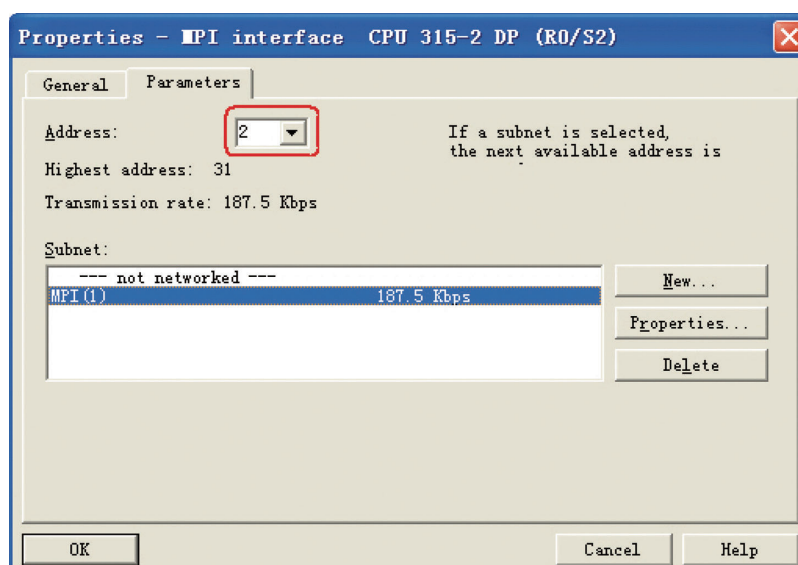 Properties - MPI interface CPU 315-2 DP (R0/S2)
General Parameters
Address: 2
If a subnet is selected,
the next available address is
Highest address: 31
Transmission rate: 187.5 Kbps
Subnet:
--- not networked ---
MPI(1) 187.5 Kbps
New...
Properties...
Delete
OK Cancel Help